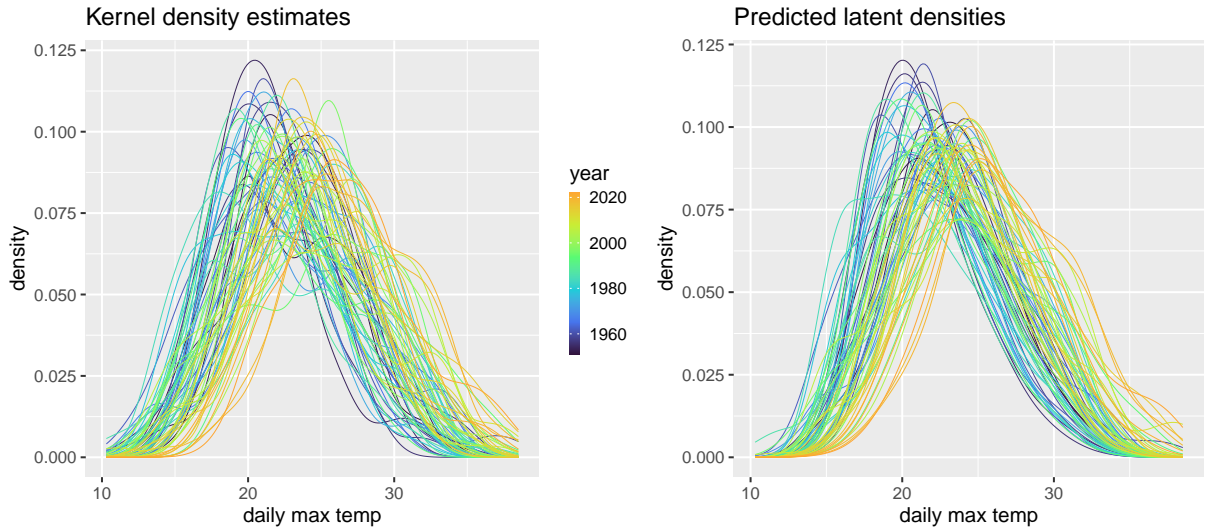 Kernel density estimates
0.125
0.100
0.075
0.050
0.025
0.000
density
10 20 30
daily max temp
year
2020
2000
1980
1960
Predicted latent densities
0.125
0.100
0.075
0.050
0.025
0.000
density
10 20 30
daily max temp